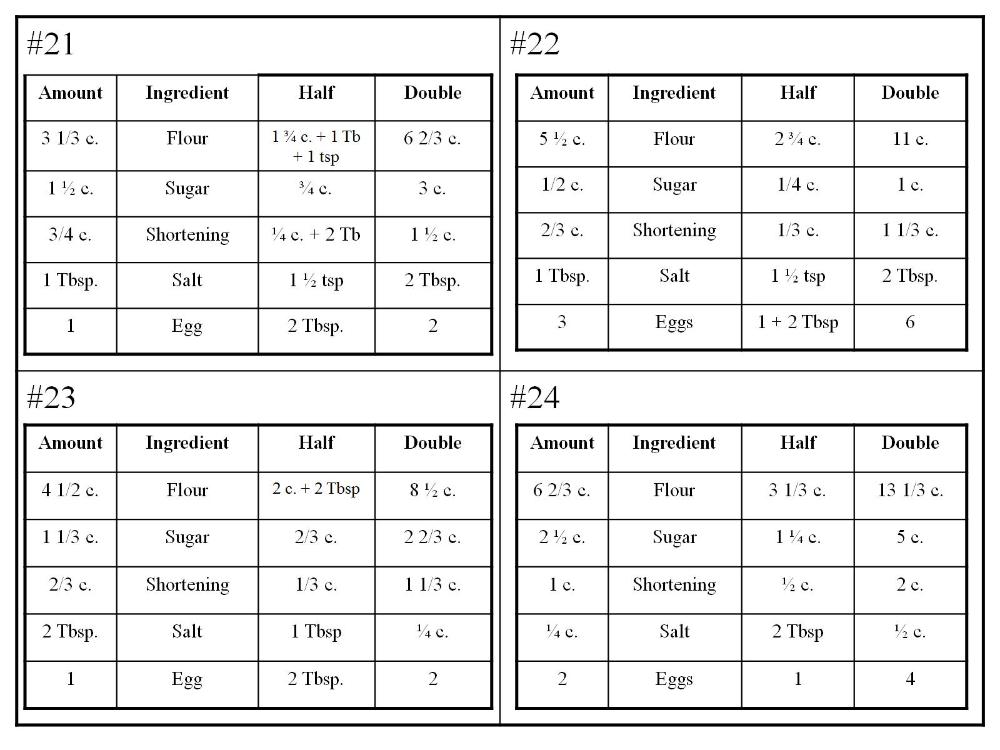 #21
Amount Ingredient Half Double
3 1/3 c. Flour 1 ¾ c. + 1 Tb + 1 tsp 6 2/3 c.
1 ½ c. Sugar ¾ c. 3 c.
3/4 c. Shortening ¼ c. + 2 Tb 1 ½ c.
1 Tbsp. Salt 1 ½ tsp 2 Tbsp.
1 Egg 2 Tbsp. 2
#22
Amount Ingredient Half Double
5 ½ c. Flour 2 ¾ c. 11 c.
1/2 c. Sugar 1/4 c. 1 c.
2/3 c. Shortening 1/3 c. 1 1/3 c.
1 Tbsp. Salt 1 ½ tsp 2 Tbsp.
3 Eggs 1 + 2 Tbsp 6
#23
Amount Ingredient Half Double
4 1/2 c. Flour 2 c. + 2 Tbsp 8 ½ c.
1 1/3 c. Sugar 2/3 c. 2 2/3 c.
2/3 c. Shortening 1/3 c. 1 1/3 c.
2 Tbsp. Salt 1 Tbsp ¼ c.
1 Egg 2 Tbsp. 2
#24
Amount Ingredient Half Double
6 2/3 c. Flour 3 1/3 c. 13 1/3 c.
2 ½ c. Sugar 1 ¼ c. 5 c.
1 c. Shortening ½ c. 2 c.
¼ c. Salt 2 Tbsp ½ c.
2 Eggs 1 4